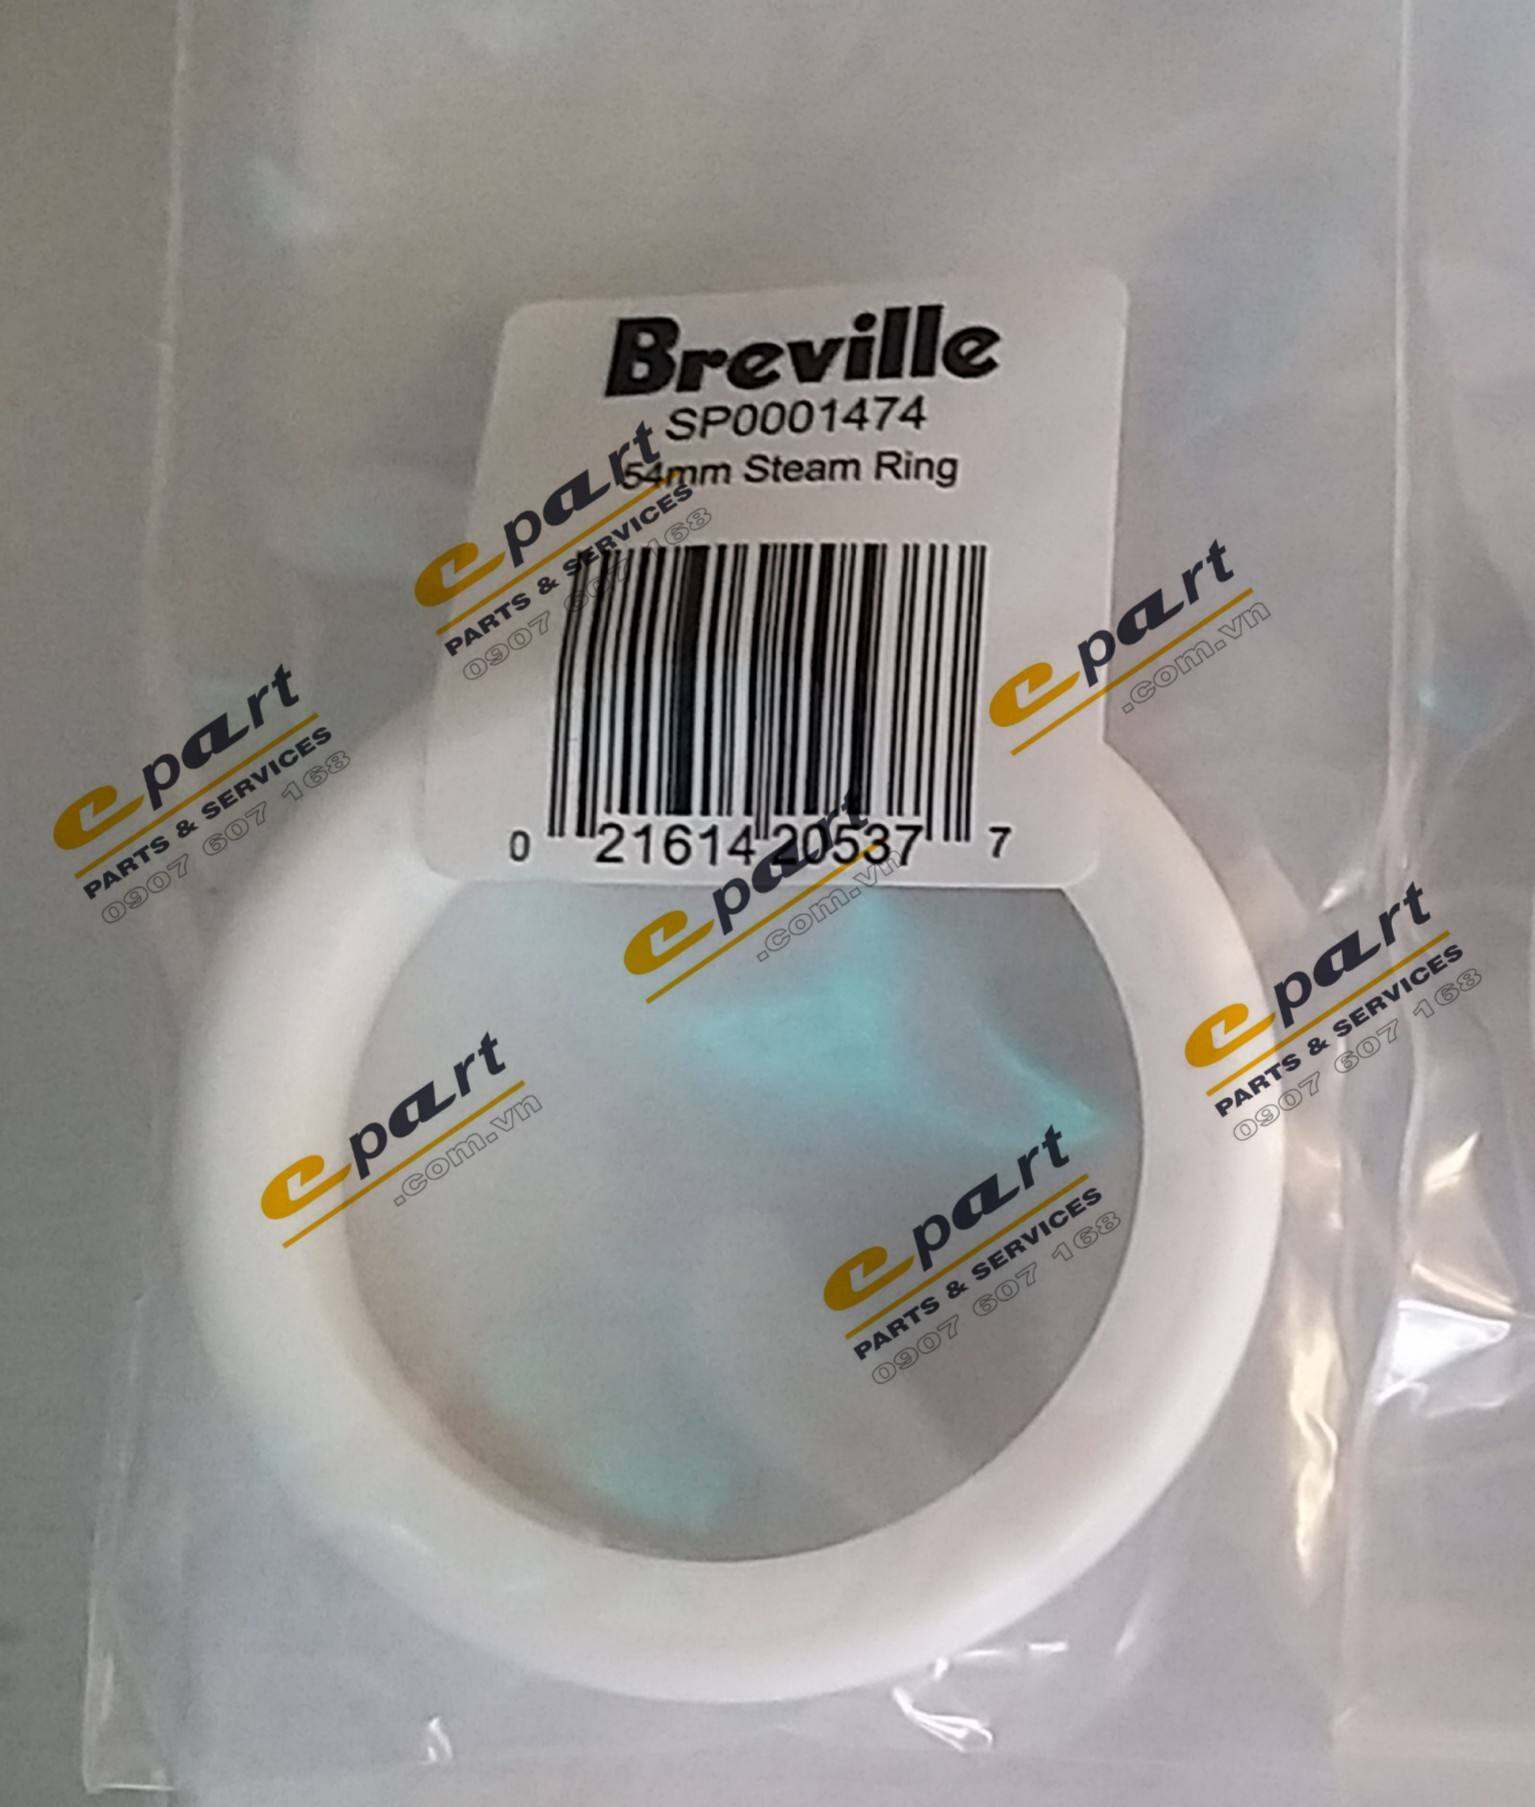 Breville
SP0001474
54mm Steam Ring
0 21614 20537 7
epart
PARTS & SERVICES
0907 607 168
epart
.com.vn
epart
PARTS & SERVICES
0907 607 168
epart
.com.vn
epart
PARTS & SERVICES
0907 607 168
epart
.com.vn
epart
PARTS & SERVICES
0907 607 168